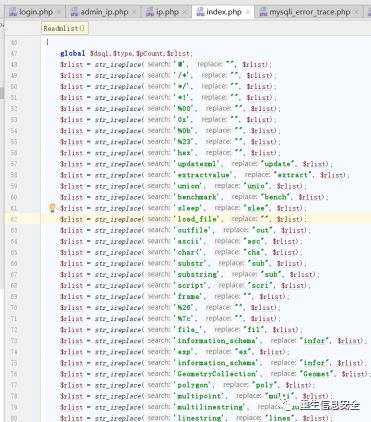 login.php × admin_ip.php × ip.php × index.php × mysqli_error_trace.php ×
Readmlist()
46 {
47 global $dsql,$type,$pCount,$rlist;
48 $rlist = str_ireplace( search: '@', replace: "", $rlist);
49 $rlist = str_ireplace( search: '/*', replace: "", $rlist);
50 $rlist = str_ireplace( search: '*/', replace: "", $rlist);
51 $rlist = str_ireplace( search: '*!', replace: "", $rlist);
52 $rlist = str_ireplace( search: '%00', replace: "", $rlist);
53 $rlist = str_ireplace( search: '0x', replace: "", $rlist);
54 $rlist = str_ireplace( search: '%0b', replace: "", $rlist);
55 $rlist = str_ireplace( search: '%23', replace: "", $rlist);
56 $rlist = str_ireplace( search: 'hex', replace: "", $rlist);
57 $rlist = str_ireplace( search: 'updatexml', replace: "update", $rlist);
58 $rlist = str_ireplace( search: 'extractvalue', replace: "extract", $rlist);
59 $rlist = str_ireplace( search: 'union', replace: "unio", $rlist);
60 $rlist = str_ireplace( search: 'benchmark', replace: "bench", $rlist);
61 $rlist = str_ireplace( search: 'sleep', replace: "slee", $rlist);
62 $rlist = str_ireplace( search: 'load_file', replace: "", $rlist);
63 $rlist = str_ireplace( search: 'outfile', replace: "out", $rlist);
64 $rlist = str_ireplace( search: 'ascii', replace: "asc", $rlist);
65 $rlist = str_ireplace( search: 'char(', replace: "cha", $rlist);
66 $rlist = str_ireplace( search: 'substr', replace: "sub", $rlist);
67 $rlist = str_ireplace( search: 'substring', replace: "sub", $rlist);
68 $rlist = str_ireplace( search: 'script', replace: "scri", $rlist);
69 $rlist = str_ireplace( search: 'frame', replace: "", $rlist);
70 $rlist = str_ireplace( search: '%26', replace: "", $rlist);
71 $rlist = str_ireplace( search: '%7c', replace: "", $rlist);
72 $rlist = str_ireplace( search: 'file_', replace: "fil", $rlist);
73 $rlist = str_ireplace( search: 'information_schema', replace: "infor", $rlist);
74 $rlist = str_ireplace( search: 'exp', replace: "ex", $rlist);
75 $rlist = str_ireplace( search: 'information_schema', replace: "infor", $rlist);
76 $rlist = str_ireplace( search: 'GeometryCollection', replace: "Geomet", $rlist);
77 $rlist = str_ireplace( search: 'polygon', replace: "poly", $rlist);
78 $rlist = str_ireplace( search: 'multipoint', replace: "multi", $rlist);
79 $rlist = str_ireplace( search: 'multilinestring', replace:
80 $rlist = str_ireplace( search: 'linestring', replace: "lines", $rlist);
重生信息安全